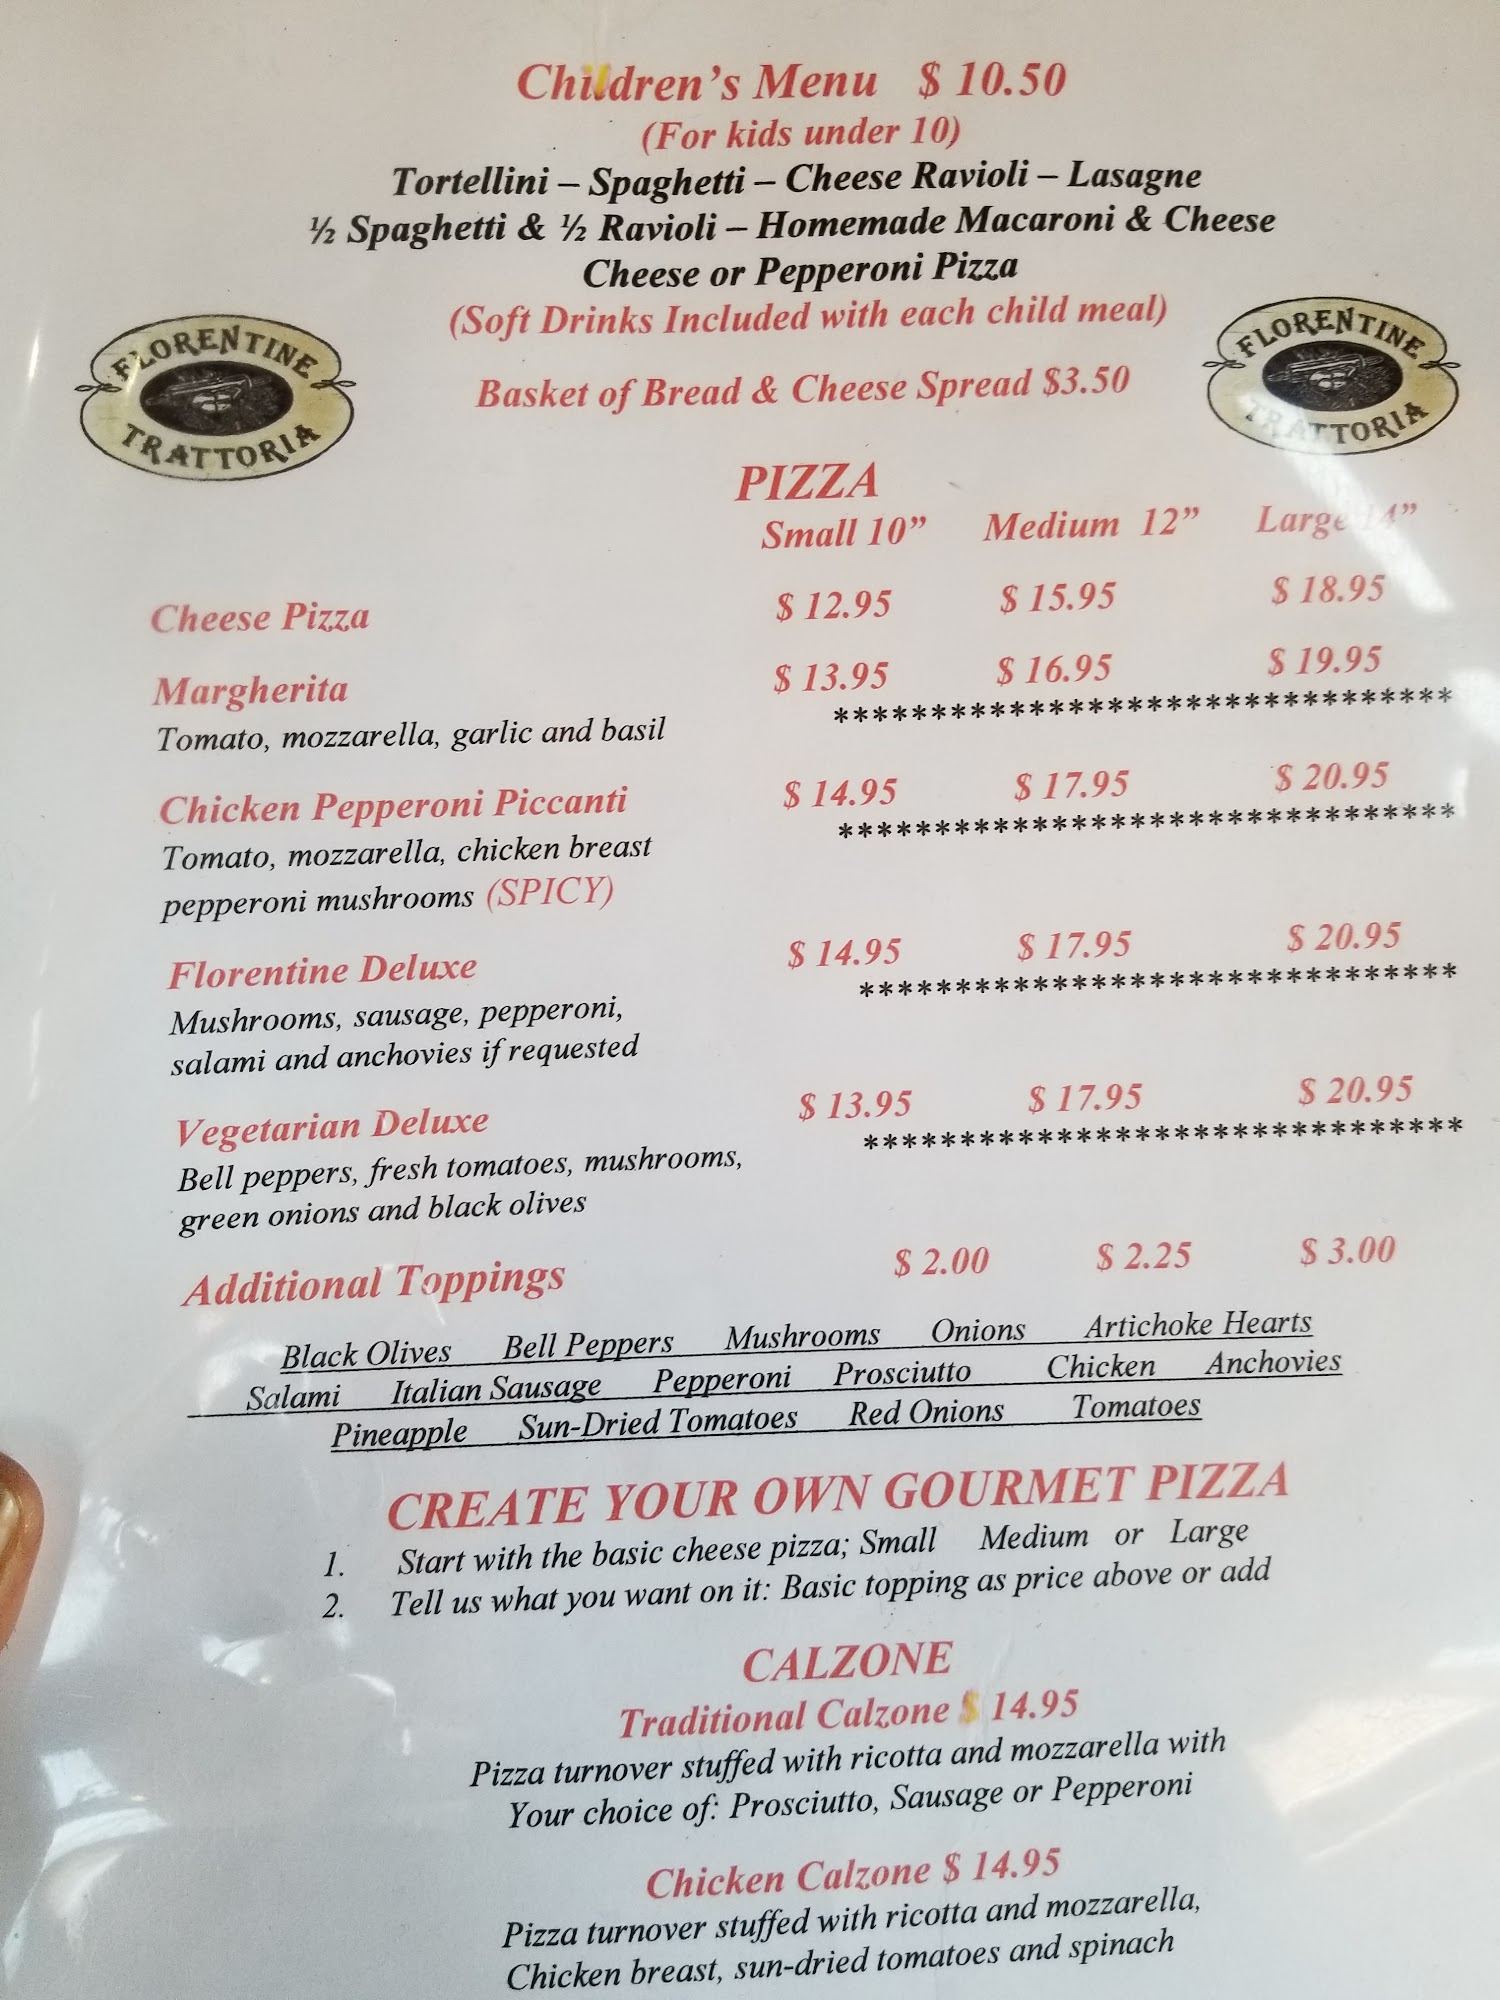 Children's Menu $ 10.50
(For kids under 10)
Tortellini – Spaghetti – Cheese Ravioli – Lasagne
½ Spaghetti & ½ Ravioli – Homemade Macaroni & Cheese
Cheese or Pepperoni Pizza
(Soft Drinks Included with each child meal)
FLORENTINE
TRATTORIA
FLORENTINE
TRATTORIA
Basket of Bread & Cheese Spread $3.50
PIZZA
Small 10” Medium 12” Large 14”
Cheese Pizza $ 12.95 $ 15.95 $ 18.95
Margherita $ 13.95 $ 16.95 $ 19.95
********************************
Tomato, mozzarella, garlic and basil
Chicken Pepperoni Piccanti $ 14.95 $ 17.95 $ 20.95
********************************
Tomato, mozzarella, chicken breast
pepperoni mushrooms (SPICY)
Florentine Deluxe $ 14.95 $ 17.95 $ 20.95
*******************************
Mushrooms, sausage, pepperoni,
salami and anchovies if requested
Vegetarian Deluxe $ 13.95 $ 17.95 $ 20.95
*******************************
Bell peppers, fresh tomatoes, mushrooms,
green onions and black olives
Additional Toppings $ 2.00 $ 2.25 $ 3.00
Black Olives Bell Peppers Mushrooms Onions Artichoke Hearts
Salami Italian Sausage Pepperoni Prosciutto Chicken Anchovies
Pineapple Sun-Dried Tomatoes Red Onions Tomatoes
CREATE YOUR OWN GOURMET PIZZA
1. Start with the basic cheese pizza; Small Medium or Large
2. Tell us what you want on it: Basic topping as price above or add
CALZONE
Traditional Calzone $ 14.95
Pizza turnover stuffed with ricotta and mozzarella with
Your choice of: Prosciutto, Sausage or Pepperoni
Chicken Calzone $ 14.95
Pizza turnover stuffed with ricotta and mozzarella,
Chicken breast, sun-dried tomatoes and spinach